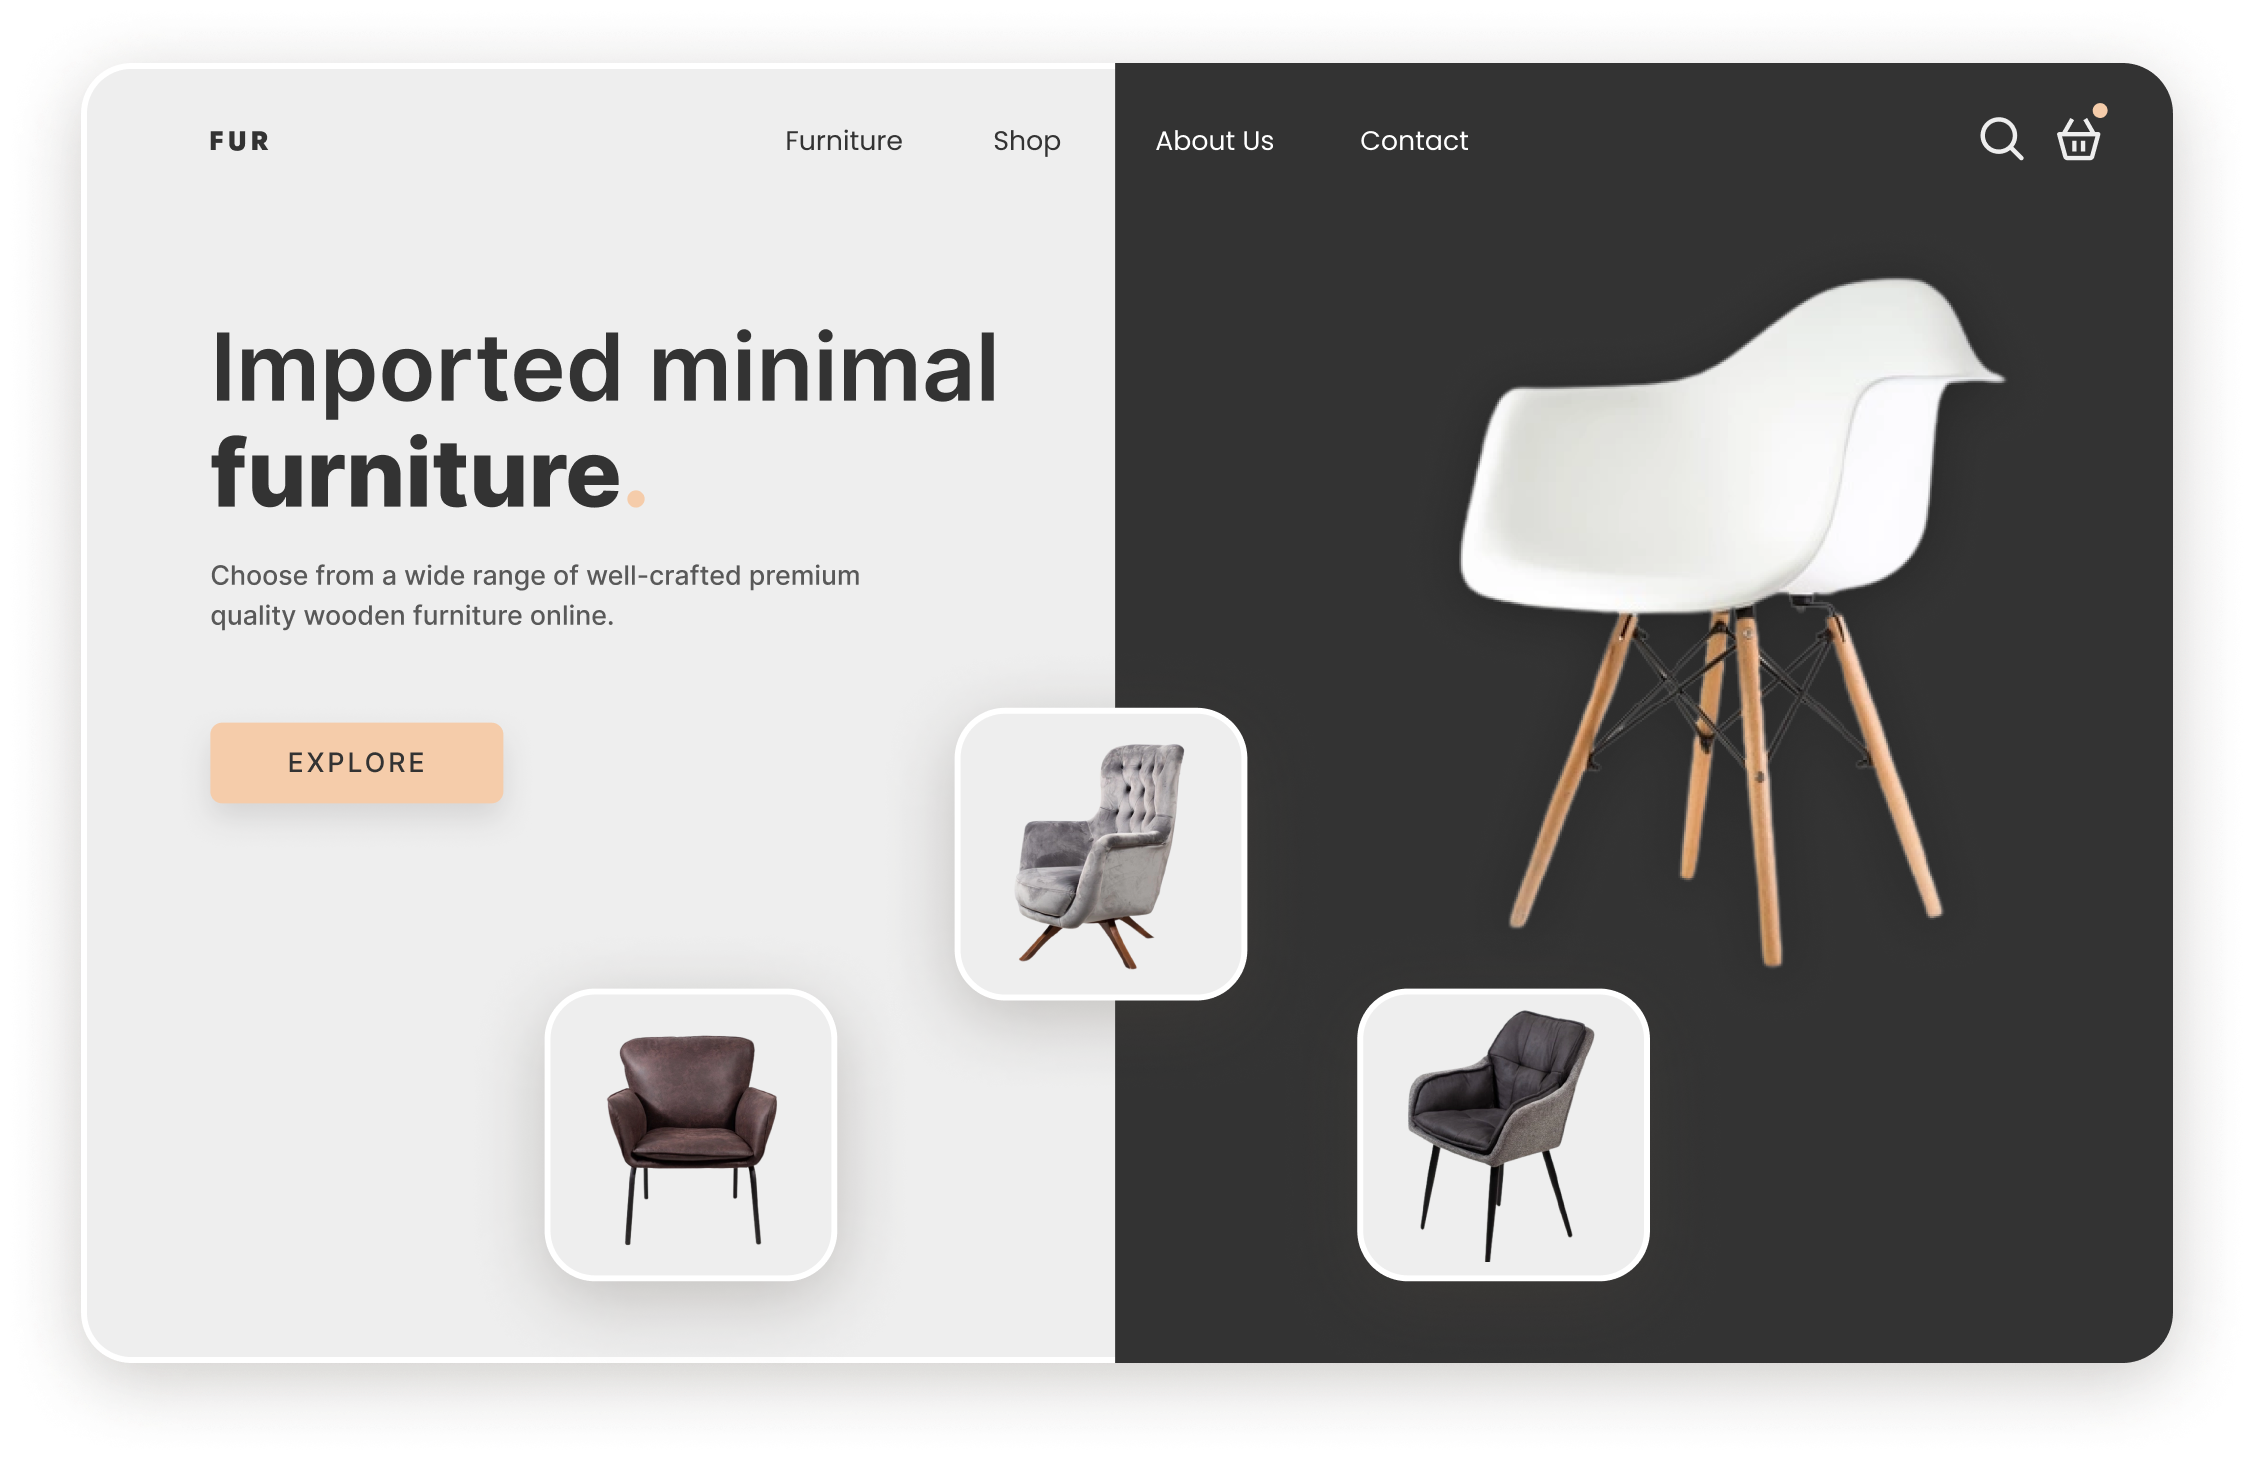 FUR
Furniture
Shop
About Us
Contact
Imported minimal
furniture.
Choose from a wide range of well-crafted premium
quality wooden furniture online.
EXPLORE